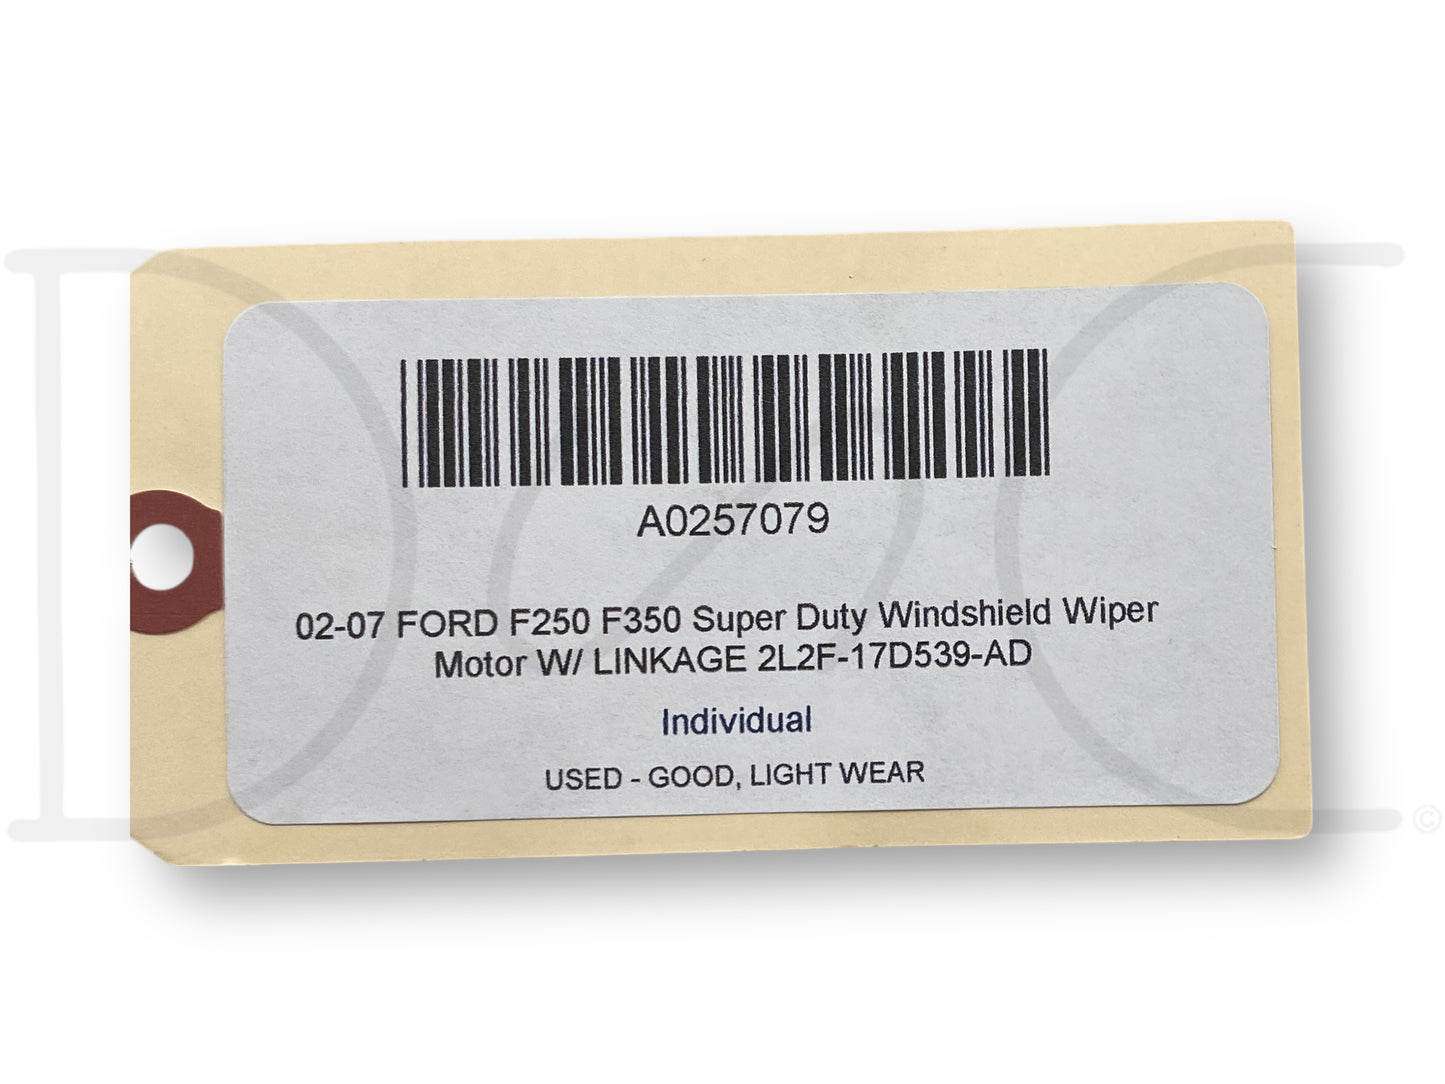 A0257079
02-07 FORD F250 F350 Super Duty Windshield Wiper
Motor W/ LINKAGE 2L2F-17D539-AD
Individual
USED - GOOD, LIGHT WEAR
©